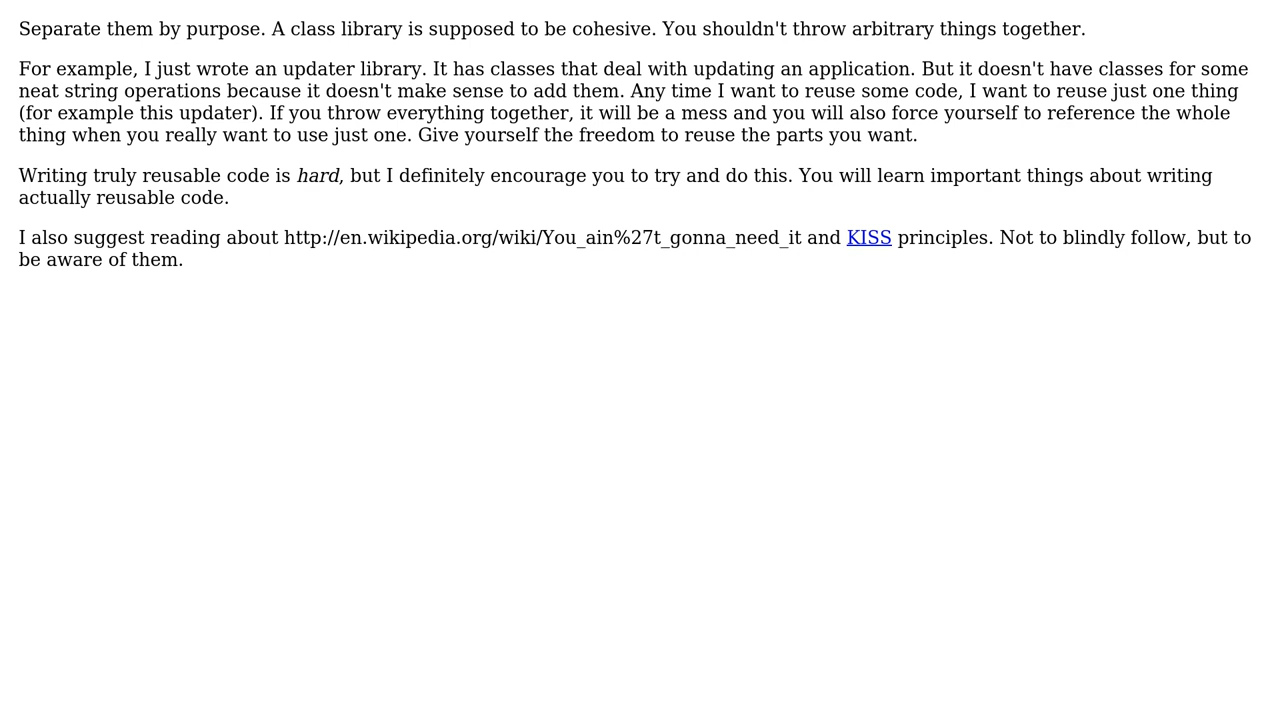 Separate them by purpose. A class library is supposed to be cohesive. You shouldn't throw arbitrary things together.
For example, I just wrote an updater library. It has classes that deal with updating an application. But it doesn't have classes for some
neat string operations because it doesn't make sense to add them. Any time I want to reuse some code, I want to reuse just one thing
(for example this updater). If you throw everything together, it will be a mess and you will also force yourself to reference the whole
thing when you really want to use just one. Give yourself the freedom to reuse the parts you want.
Writing truly reusable code is hard, but I definitely encourage you to try and do this. You will learn important things about writing
actually reusable code.
I also suggest reading about http://en.wikipedia.org/wiki/You_ain%27t_gonna_need_it and KISS principles. Not to blindly follow, but to
be aware of them.